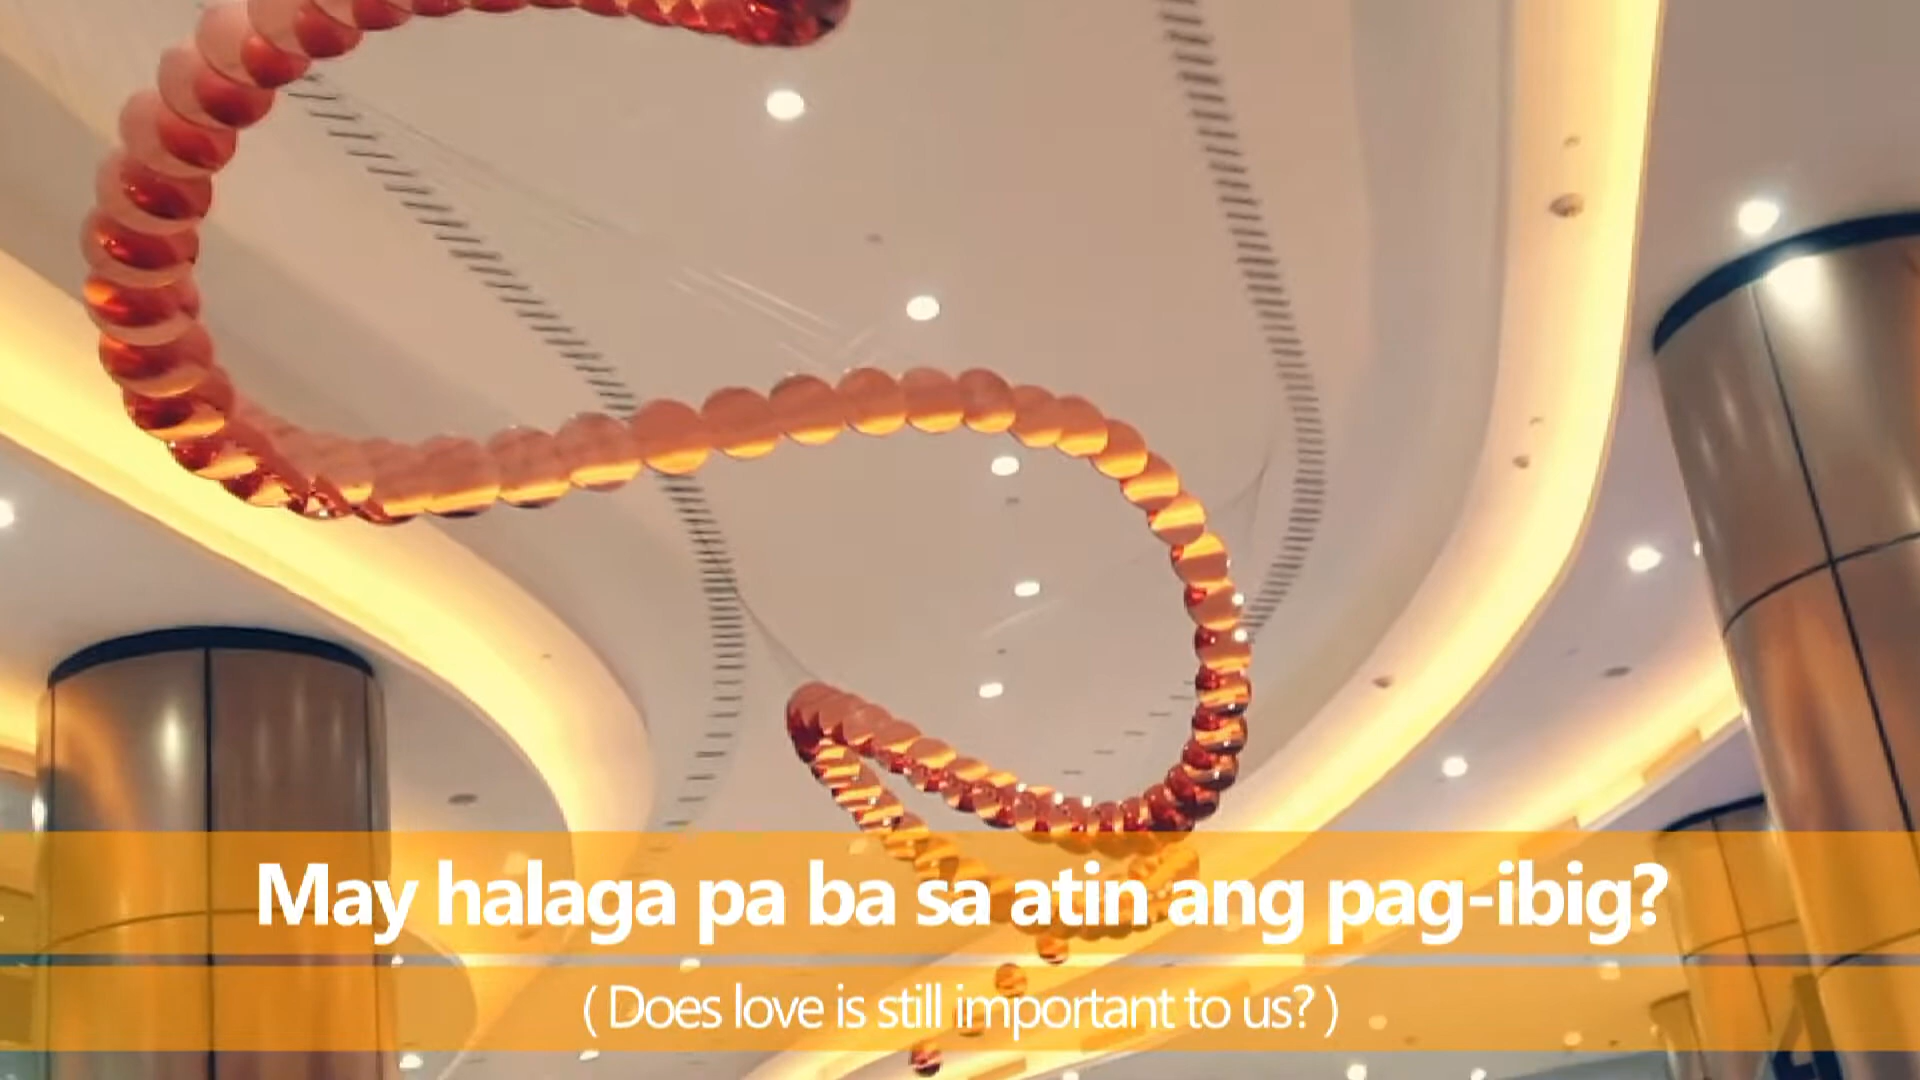 May halaga pa ba sa atin ang pag-ibig?
( Does love is still important to us? )